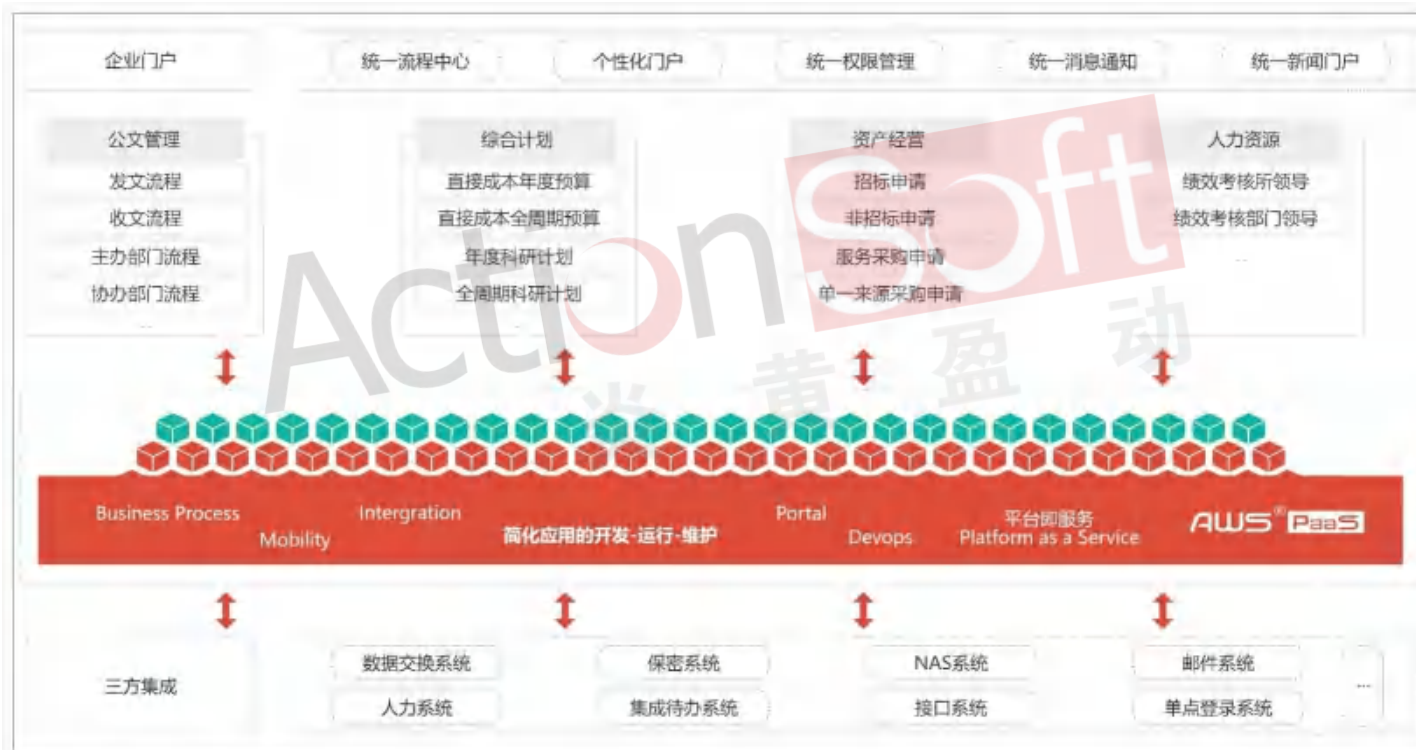 企业门户
统一流程中心
个性化门户
统一权限管理
统一消息通知
统一新闻门户
公文管理
发文流程
收文流程
主办部门流程
协办部门流程
...
综合计划
直接成本年度预算
直接成本全周期预算
年度科研计划
全周期科研计划
资产经营
招标申请
非招标申请
服务采购申请
单一来源采购申请
人力资源
绩效考核所领导
绩效考核部门领导
...
ActionSoft
炎黄盈动
Business Process
Mobility
Intergration
简化应用的开发-运行-维护
Portal
Devops
平台即服务
Platform as a Service
AWS® PaaS
三方集成
数据交换系统
保密系统
NAS系统
邮件系统
人力系统
集成待办系统
接口系统
单点登录系统
...